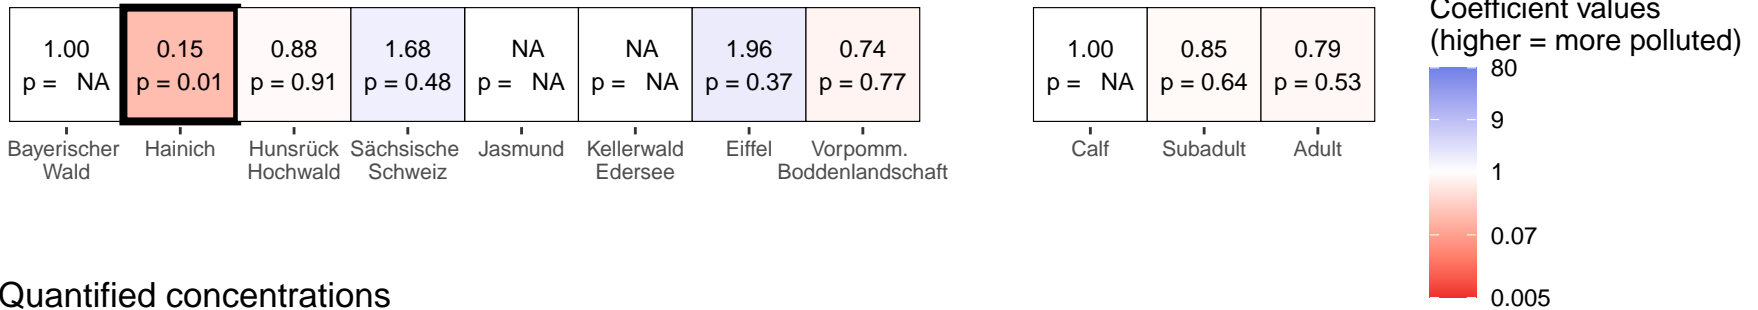 1.00 0.15 0.88 1.68 NA NA 1.96 0.74
p = NA p = 0.01 p = 0.91 p = 0.48 p = NA p = NA p = 0.37 p = 0.77
Bayerischer Hainich Hunsrück Sächsische Jasmund Kellerwald Eiffel Vorpomm.
Wald Hochwald Schweiz Edersee Boddenlandschaft
1.00 0.85 0.79
p = NA p = 0.64 p = 0.53
Calf Subadult Adult
Coefficient values
(higher = more polluted)
80
9
1
0.07
0.005
Quantified concentrations